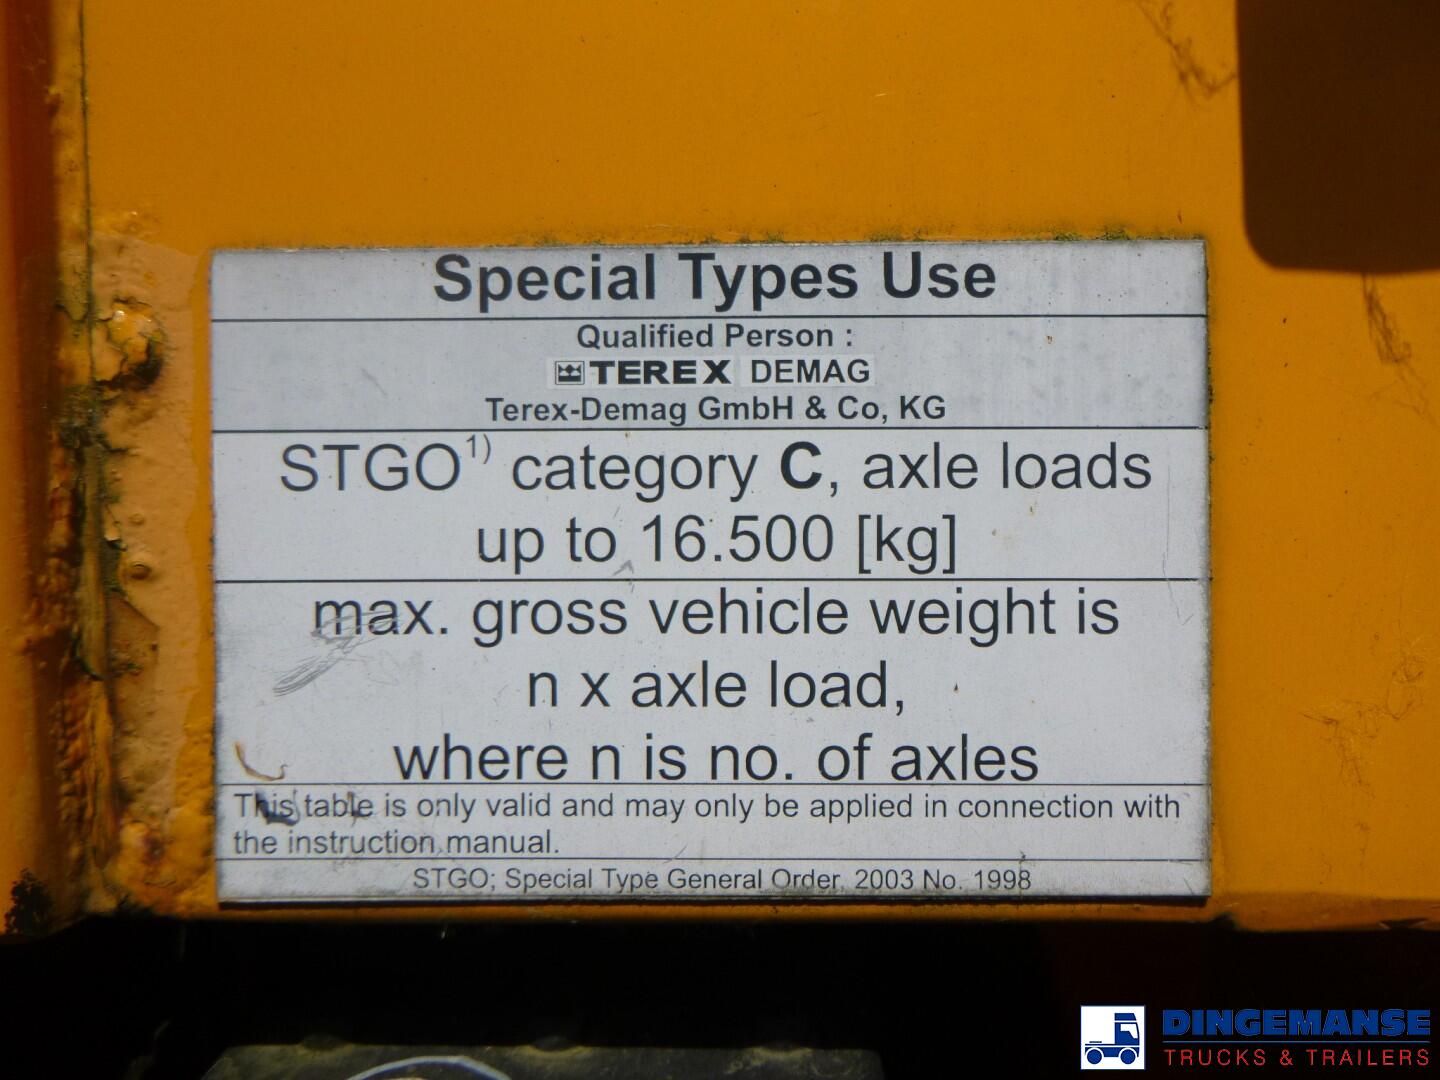 Special Types Use
Qualified Person :
TEREX DEMAG
Terex-Demag GmbH & Co, KG
STGO¹⁾ category C, axle loads
up to 16.500 [kg]
max. gross vehicle weight is
n x axle load,
where n is no. of axles
This table is only valid and may only be applied in connection with
the instruction manual.
STGO; Special Type General Order, 2003 No. 1998
DINGEMANSE
TRUCKS & TRAILERS